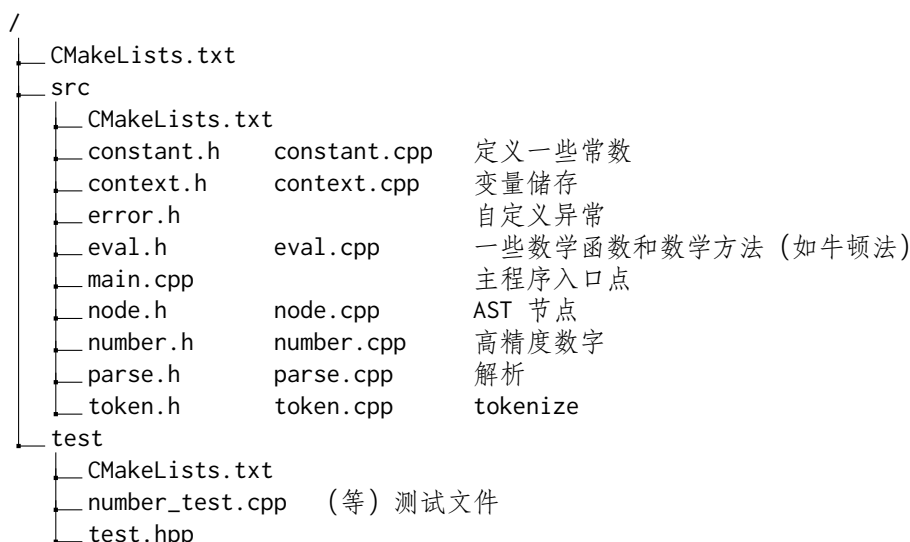 /
CMakeLists.txt
src
CMakeLists.txt
constant.h constant.cpp 定义一些常数
context.h context.cpp 变量储存
error.h 自定义异常
eval.h eval.cpp 一些数学函数和数学方法（如牛顿法）
main.cpp 主程序入口点
node.h node.cpp AST 节点
number.h number.cpp 高精度数字
parse.h parse.cpp 解析
token.h token.cpp tokenize
test
CMakeLists.txt
number_test.cpp （等）测试文件
test.hpp